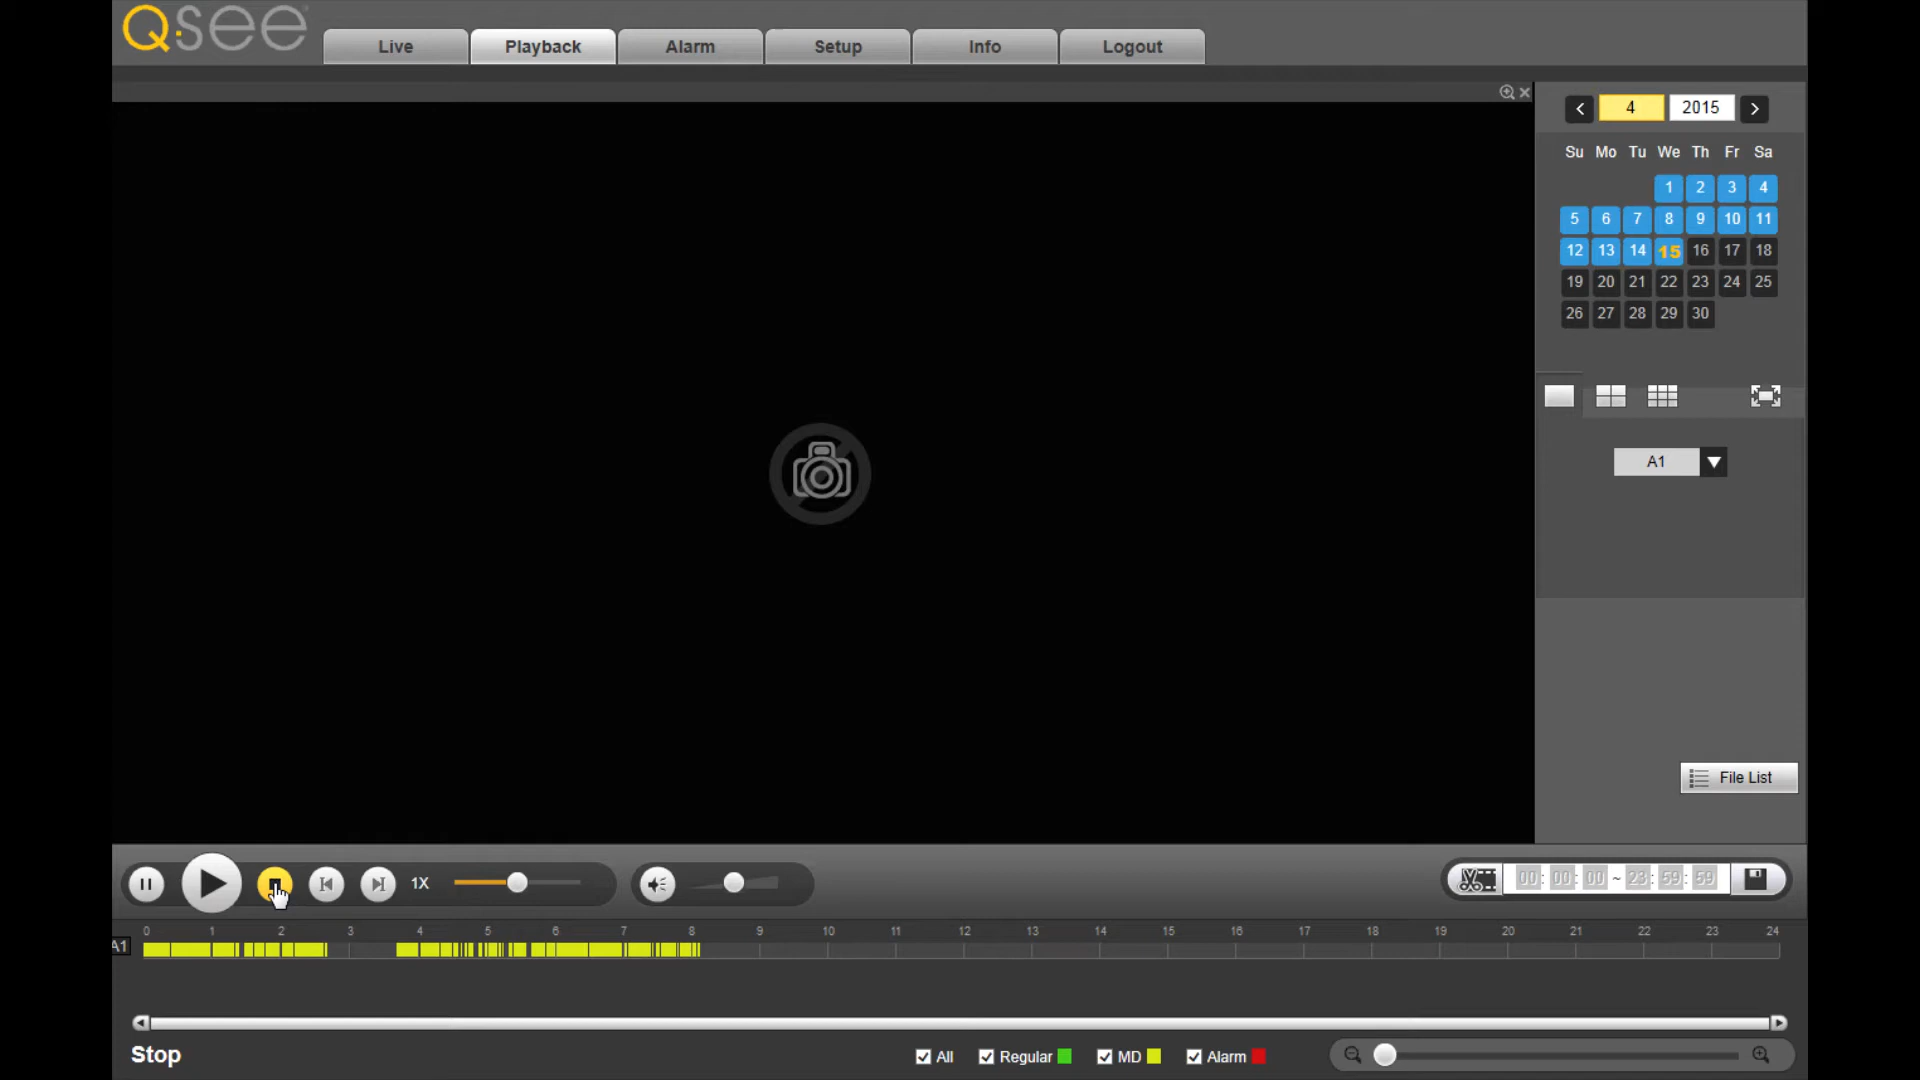 Q-see
Live Playback Alarm Setup Info Logout
4 2015
Su Mo Tu We Th Fr Sa
1 2 3 4
5 6 7 8 9 10 11
12 13 14 15 16 17 18
19 20 21 22 23 24 25
26 27 28 29 30
A1
File List
1X
00 : 00 : 00 ~ 23 : 59 : 59
0 1 2 3 4 5 6 7 8 9 10 11 12 13 14 15 16 17 18 19 20 21 22 23 24
A1
Stop
All Regular MD Alarm